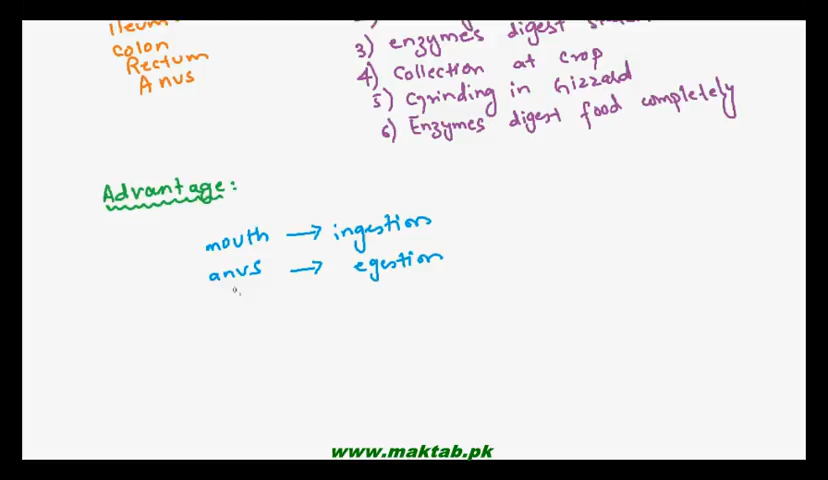 Ileum
Colon
Rectum
Anus
3) enzymes digest
4) Collection at crop
5) Grinding in Gizzard
6) Enzymes digest food completely
Advantage:
mouth → ingestion
anus → egestion
www.maktab.pk